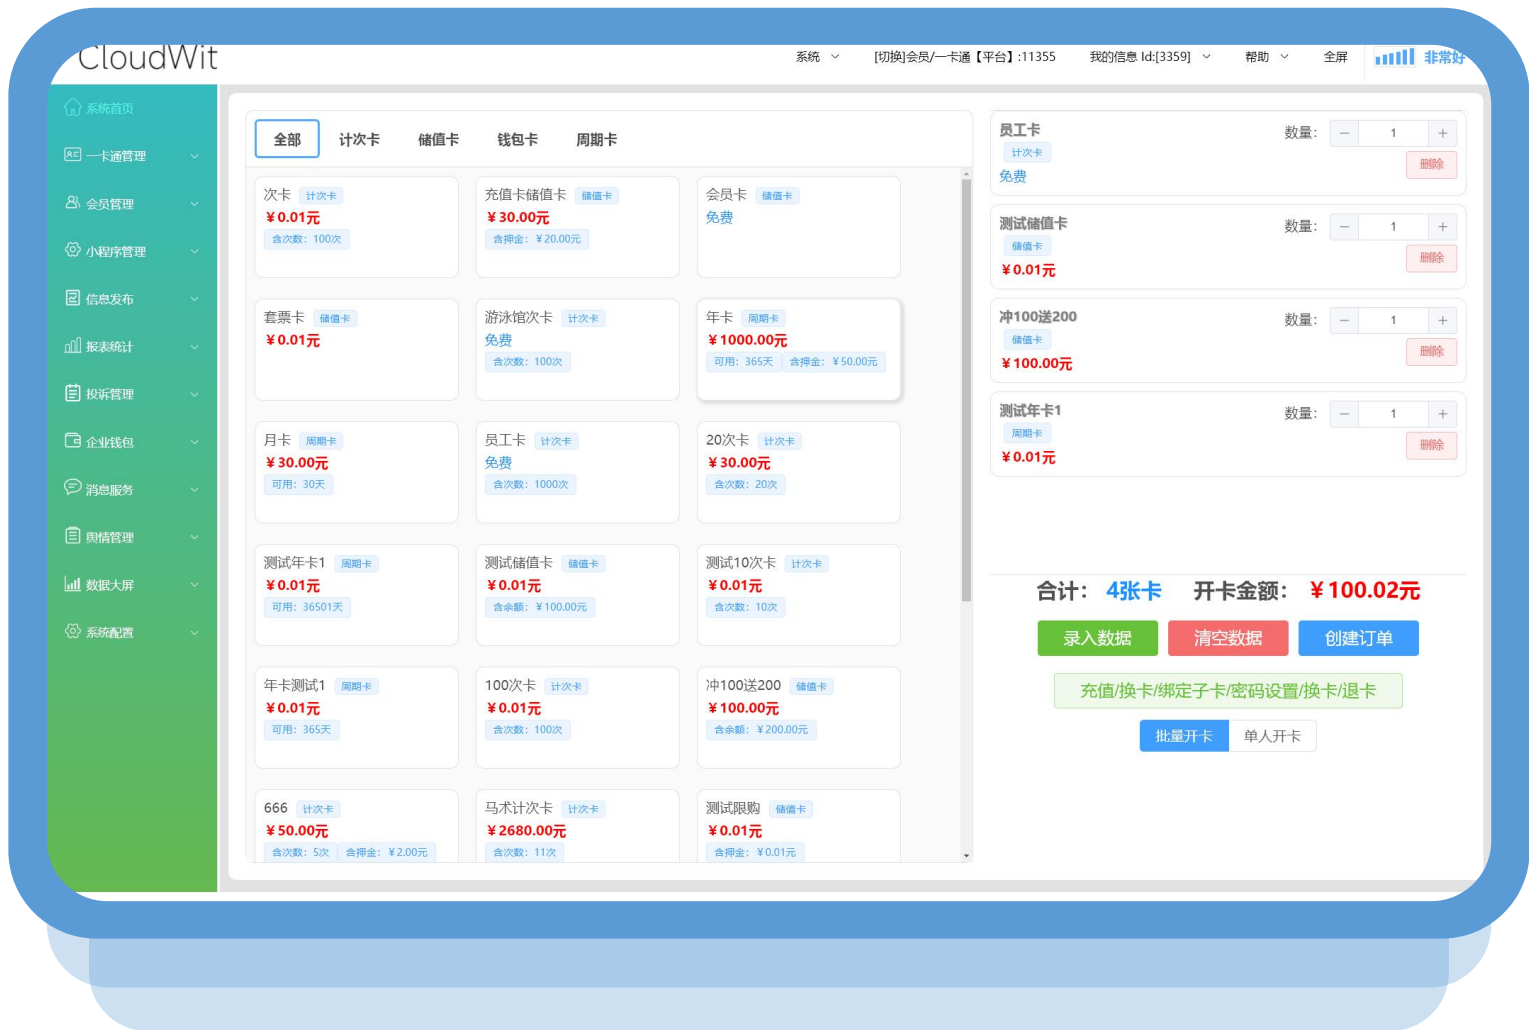 CloudWit
系统
[切换]会员/一卡通【平台】:11355
我的信息 Id:[3359]
帮助
全屏
非常好
系统首页
一卡通管理
会员管理
小程序管理
信息发布
报表统计
投诉管理
企业钱包
消息服务
舆情管理
数据大屏
系统配置
全部 计次卡 储值卡 钱包卡 周期卡
次卡 计次卡
¥0.01元
含次数：100次
充值卡储值卡 储值卡
¥30.00元
含押金：¥20.00元
会员卡 储值卡
免费
套票卡 储值卡
¥0.01元
游泳馆次卡 计次卡
免费
含次数：100次
年卡 周期卡
¥1000.00元
可用：365天 含押金：¥50.00元
月卡 周期卡
¥30.00元
可用：30天
员工卡 计次卡
免费
含次数：1000次
20次卡 计次卡
¥30.00元
含次数：20次
测试年卡1 周期卡
¥0.01元
可用：36501天
测试储值卡 储值卡
¥0.01元
含余额：¥100.00元
测试10次卡 计次卡
¥0.01元
含次数：10次
年卡测试1 周期卡
¥0.01元
可用：365天
100次卡 计次卡
¥0.01元
含次数：100次
冲100送200 储值卡
¥100.00元
含余额：¥200.00元
666 计次卡
¥50.00元
含次数：5次 含押金：¥2.00元
马术计次卡 计次卡
¥2680.00元
含次数：11次
测试限购 储值卡
¥0.01元
含押金：¥0.01元
员工卡
计次卡
免费
数量： － 1 ＋
删除
测试储值卡
储值卡
¥0.01元
数量： － 1 ＋
删除
冲100送200
储值卡
¥100.00元
数量： － 1 ＋
删除
测试年卡1
周期卡
¥0.01元
数量： － 1 ＋
删除
合计： 4张卡 开卡金额： ¥100.02元
录入数据 清空数据 创建订单
充值/换卡/绑定子卡/密码设置/换卡/退卡
批量开卡 单人开卡